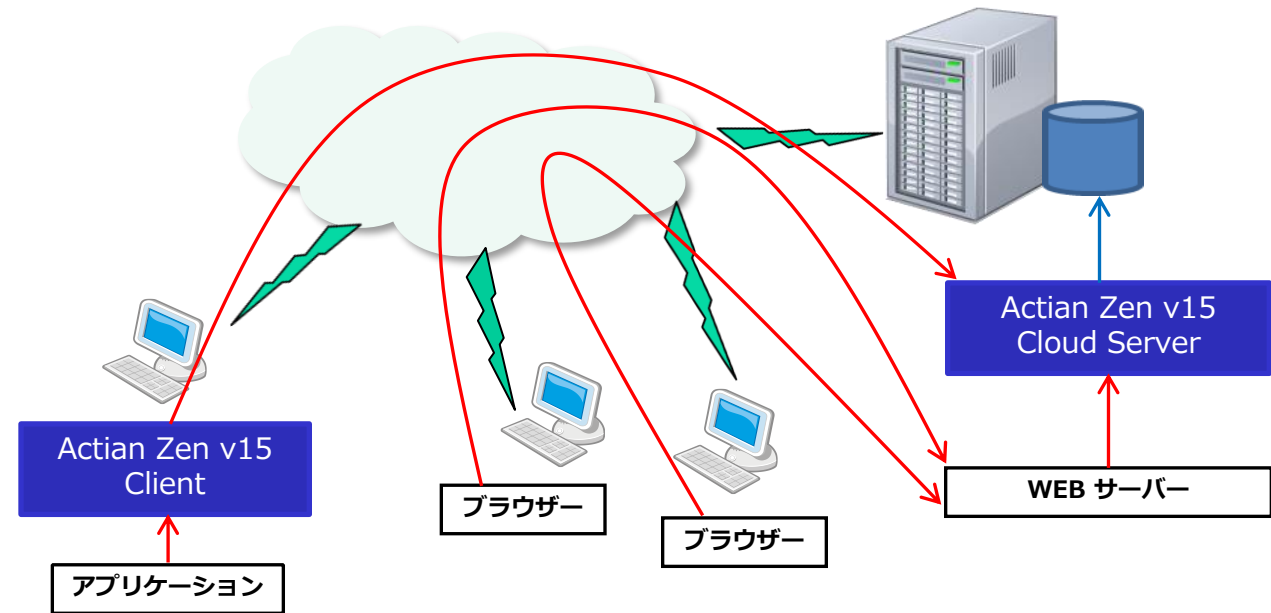 Actian Zen v15
Cloud Server
Actian Zen v15
Client
WEB サーバー
ブラウザー
ブラウザー
アプリケーション